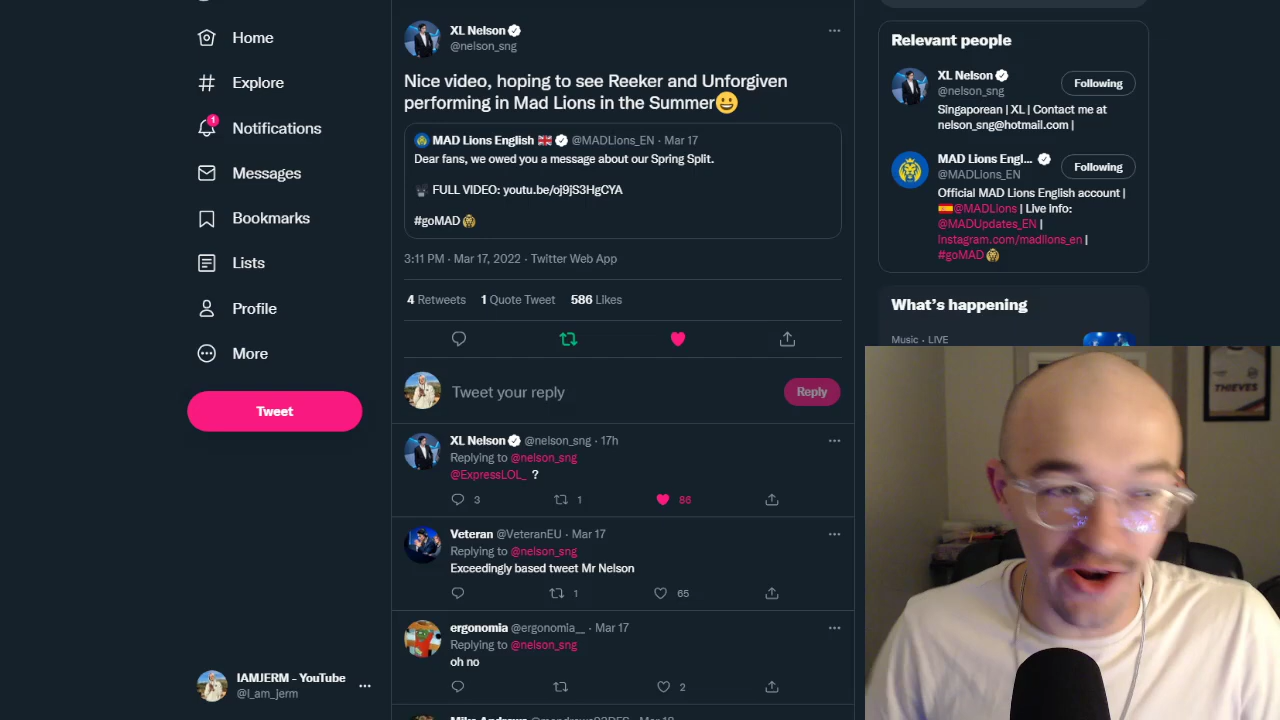 Home
Explore
1
Notifications
Messages
Bookmarks
Lists
Profile
More
Tweet
IAMJERM - YouTube
@I_am_jerm
XL Nelson
@nelson_sng
Nice video, hoping to see Reeker and Unforgiven
performing in Mad Lions in the Summer😀
MAD Lions English 🇬🇧 @MADLions_EN · Mar 17
Dear fans, we owed you a message about our Spring Split.
FULL VIDEO: youtu.be/oj9jS3HgCYA
#goMAD
3:11 PM · Mar 17, 2022 · Twitter Web App
4 Retweets 1 Quote Tweet 586 Likes
Tweet your reply
Reply
XL Nelson @nelson_sng · 17h
Replying to @nelson_sng
@ExpressLOL_ ?
3 1 86
Veteran @VeteranEU · Mar 17
Replying to @nelson_sng
Exceedingly based tweet Mr Nelson
1 65
ergonomia @ergonomia__ · Mar 17
Replying to @nelson_sng
oh no
2
Relevant people
XL Nelson
@nelson_sng
Following
Singaporean | XL | Contact me at
nelson_sng@hotmail.com |
MAD Lions Engl...
@MADLions_EN
Following
Official MAD Lions English account |
🇪🇸@MADLions | Live info:
@MADUpdates_EN |
instagram.com/madlions_en |
#goMAD
What's happening
Music · LIVE
THIEVES